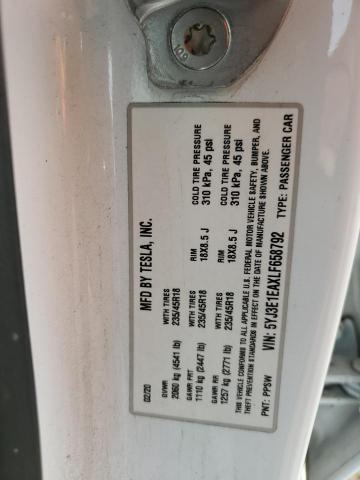 109
MFD BY TESLA, INC.
02/20
GVWR
2060 kg (4541 lb)
WITH TIRES
235/45R18
RIM
18X8.5 J
COLD TIRE PRESSURE
310 kPa, 45 psi
GAWR FRT
1110 kg (2447 lb)
WITH TIRES
235/45R18
RIM
18X8.5 J
COLD TIRE PRESSURE
310 kPa, 45 psi
GAWR RR
1257 kg (2771 lb)
THIS VEHICLE CONFORMS TO ALL APPLICABLE U.S. FEDERAL MOTOR VEHICLE SAFETY, BUMPER, AND
THEFT PREVENTION STANDARDS IN EFFECT ON THE DATE OF MANUFACTURE SHOWN ABOVE.
PNT: PPSW
VIN: 5YJ3E1EAXLF658792
TYPE: PASSENGER CAR